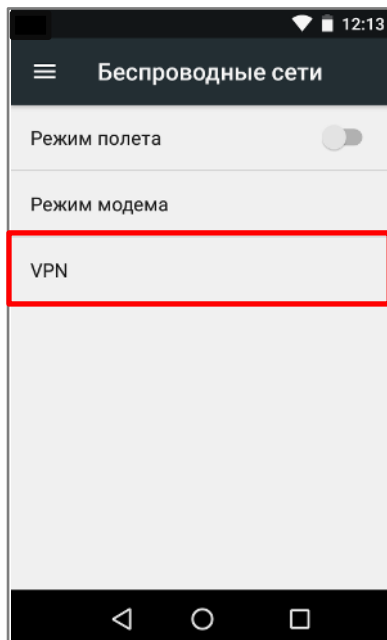 12:13
Беспроводные сети
Режим полета
Режим модема
VPN